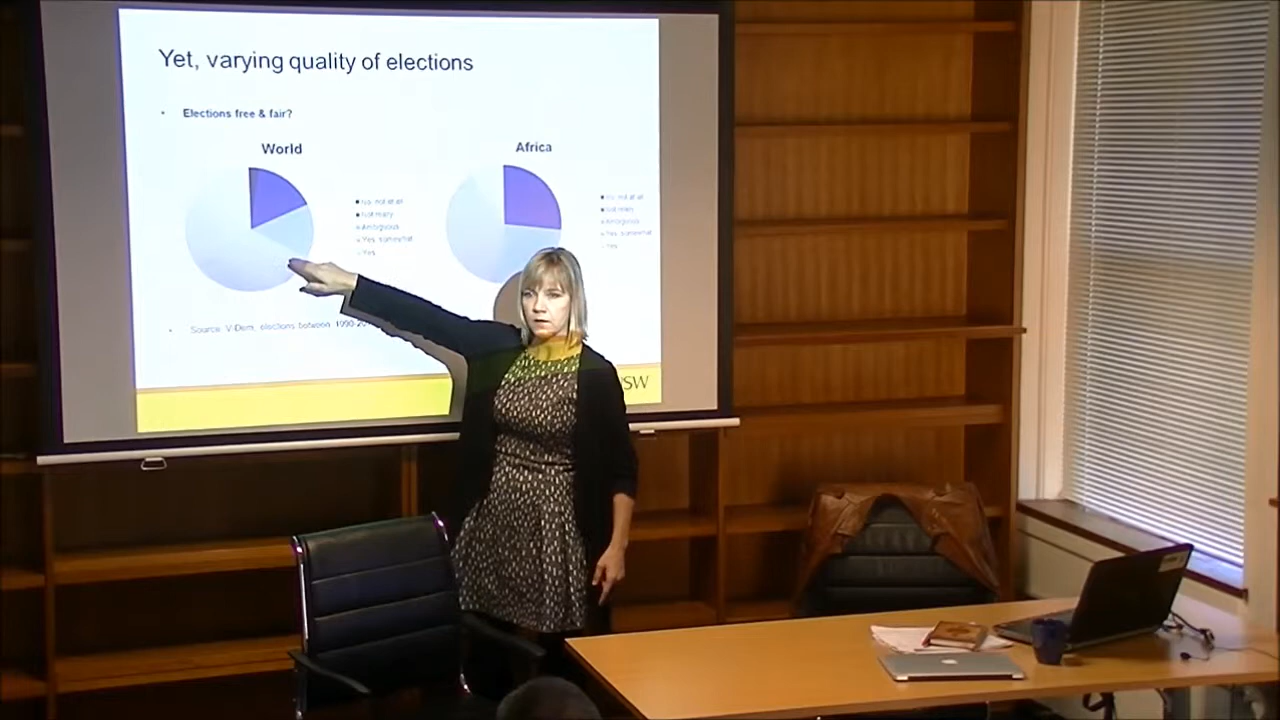 Yet, varying quality of elections
• Elections free & fair?
World
Africa
No, not at all
Not really
Ambiguous
Yes, somewhat
Yes
No, not at all
Not really
Ambiguous
Yes, somewhat
Yes
• Source: V-Dem, elections between 1990-20
SW